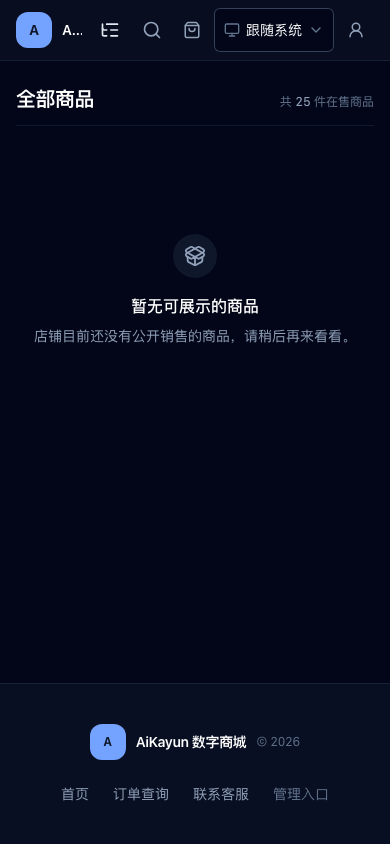 A A... 跟随系统
全部商品 共 25 件在售商品
暂无可展示的商品
店铺目前还没有公开销售的商品，请稍后再来看看。
A AiKayun 数字商城 © 2026
首页 订单查询 联系客服 管理入口